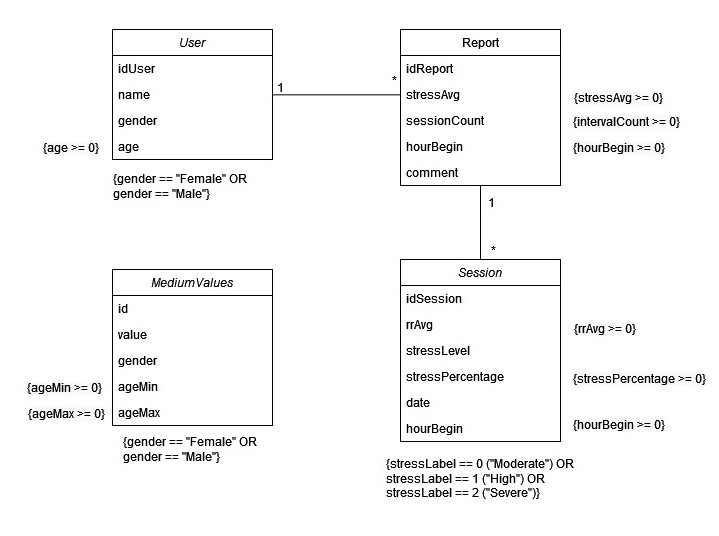 User
idUser
name
gender
age
{age >= 0}
{gender == "Female" OR
gender == "Male"}
1
*
Report
idReport
stressAvg
sessionCount
hourBegin
comment
{stressAvg >= 0}
{intervalCount >= 0}
{hourBegin >= 0}
1
*
MediumValues
id
value
gender
ageMin
ageMax
{ageMin >= 0}
{ageMax >= 0}
{gender == "Female" OR
gender == "Male"}
Session
idSession
rrAvg
stressLevel
stressPercentage
date
hourBegin
{rrAvg >= 0}
{stressPercentage >= 0}
{hourBegin >= 0}
{stressLabel == 0 ("Moderate") OR
stressLabel == 1 ("High") OR
stressLabel == 2 ("Severe")}